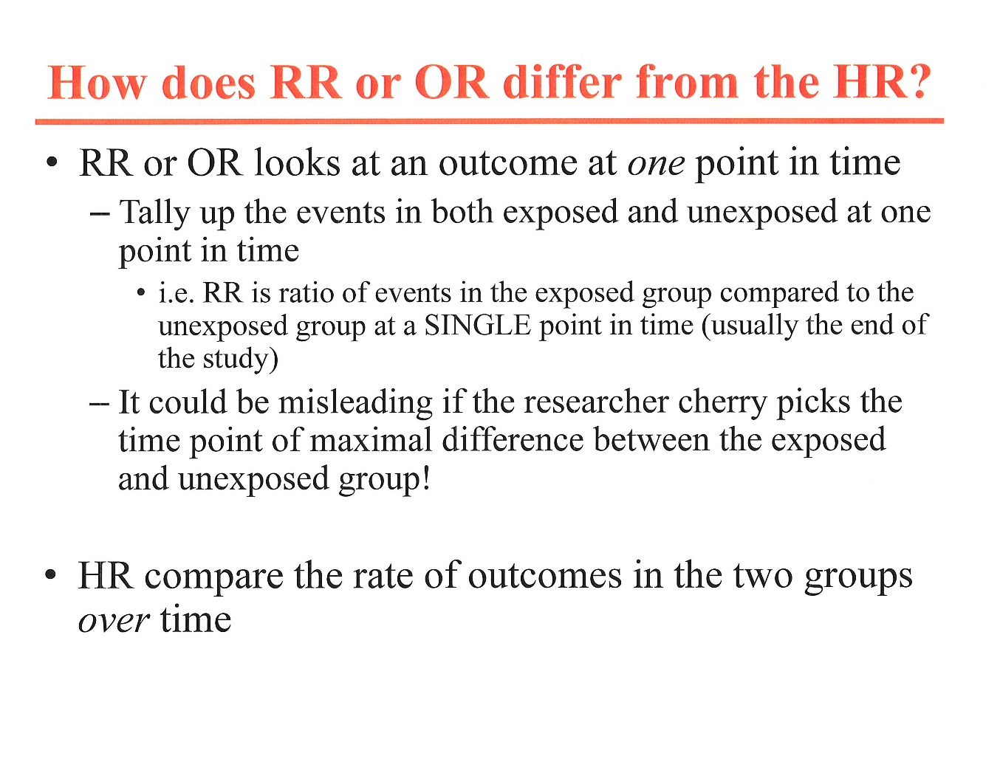 How does RR or OR differ from the HR?
• RR or OR looks at an outcome at one point in time
– Tally up the events in both exposed and unexposed at one
point in time
• i.e. RR is ratio of events in the exposed group compared to the
unexposed group at a SINGLE point in time (usually the end of
the study)
– It could be misleading if the researcher cherry picks the
time point of maximal difference between the exposed
and unexposed group!
• HR compare the rate of outcomes in the two groups
over time